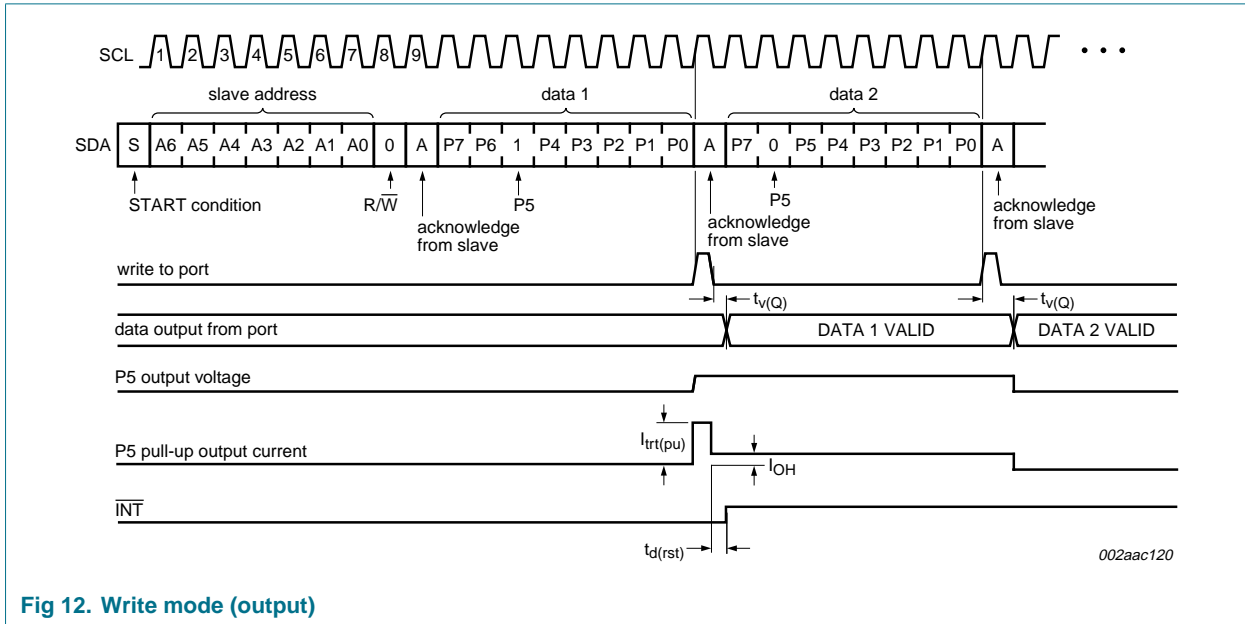 SCL 1 2 3 4 5 6 7 8 9
slave address data 1 data 2
SDA S A6 A5 A4 A3 A2 A1 A0 0 A P7 P6 1 P4 P3 P2 P1 P0 A P7 0 P5 P4 P3 P2 P1 P0 A
START condition R/W̅ P5 P5
acknowledge from slave
acknowledge from slave
acknowledge from slave
write to port
tv(Q) tv(Q)
data output from port DATA 1 VALID DATA 2 VALID
P5 output voltage
Itrt(pu)
P5 pull-up output current
IOH
I̅N̅T̅
td(rst)
002aac120
Fig 12. Write mode (output)